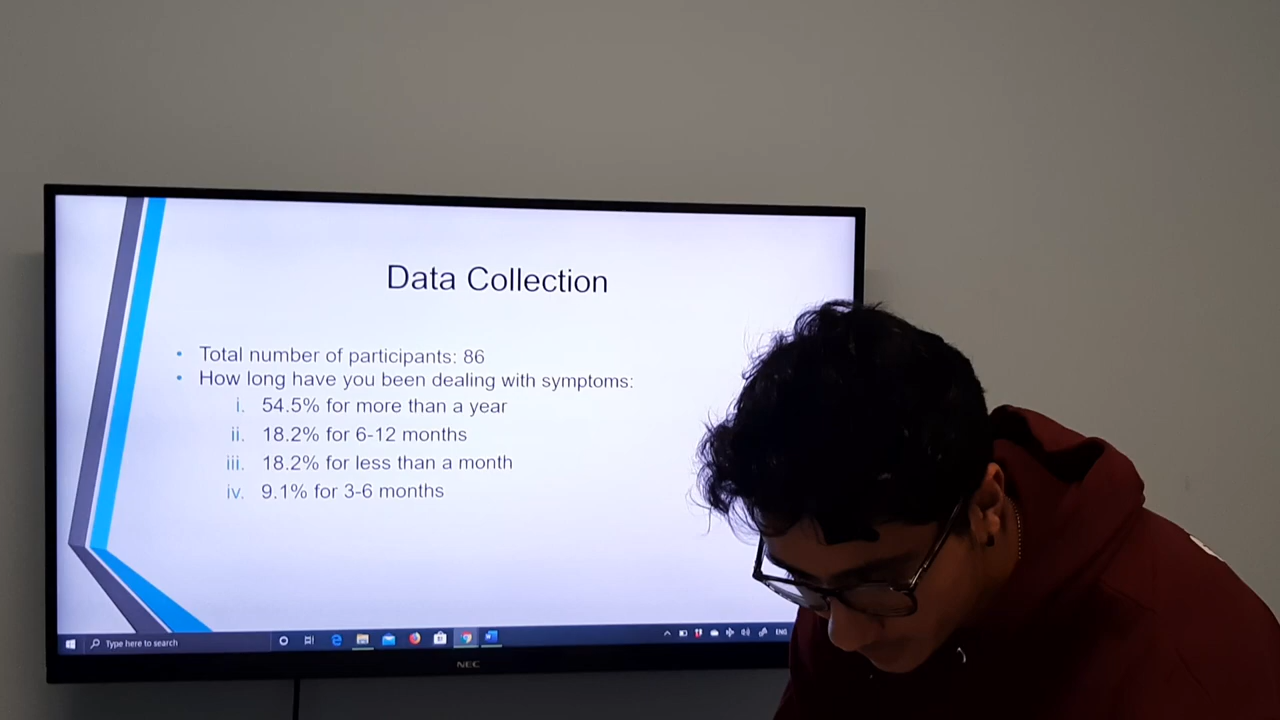 Data Collection
• Total number of participants: 86
• How long have you been dealing with symptoms:
i. 54.5% for more than a year
ii. 18.2% for 6-12 months
iii. 18.2% for less than a month
iv. 9.1% for 3-6 months
Type here to search
ENG
NEC